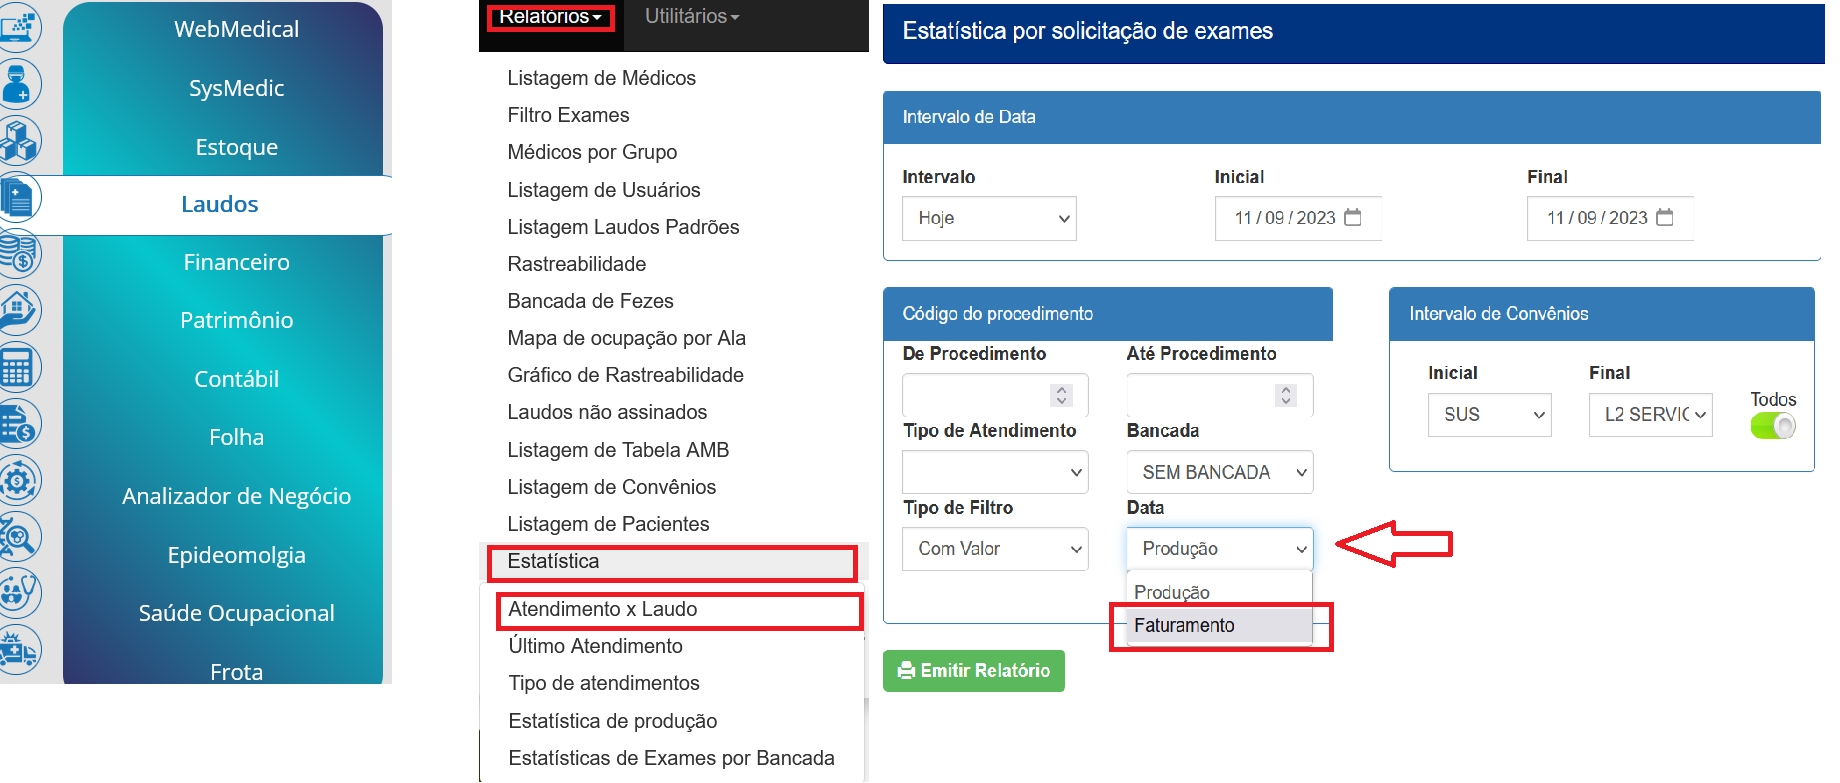 WebMedical
SysMedic
Estoque
Laudos
Financeiro
Patrimônio
Contábil
Folha
Analizador de Negócio
Epideomolgia
Saúde Ocupacional
Frota
Relatórios
Utilitários
Listagem de Médicos
Filtro Exames
Médicos por Grupo
Listagem de Usuários
Listagem Laudos Padrões
Rastreabilidade
Bancada de Fezes
Mapa de ocupação por Ala
Gráfico de Rastreabilidade
Laudos não assinados
Listagem de Tabela AMB
Listagem de Convênios
Listagem de Pacientes
Estatística
Atendimento x Laudo
Último Atendimento
Tipo de atendimentos
Estatística de produção
Estatísticas de Exames por Bancada
Estatística por solicitação de exames
Intervalo de Data
Intervalo Inicial Final
Hoje 11/09/2023 11/09/2023
Código do procedimento
De Procedimento Até Procedimento
Tipo de Atendimento Bancada
SEM BANCADA
Tipo de Filtro Data
Com Valor Produção
Produção
Faturamento
Intervalo de Convênios
Inicial Final
Todos
SUS L2 SERVIC
Emitir Relatório